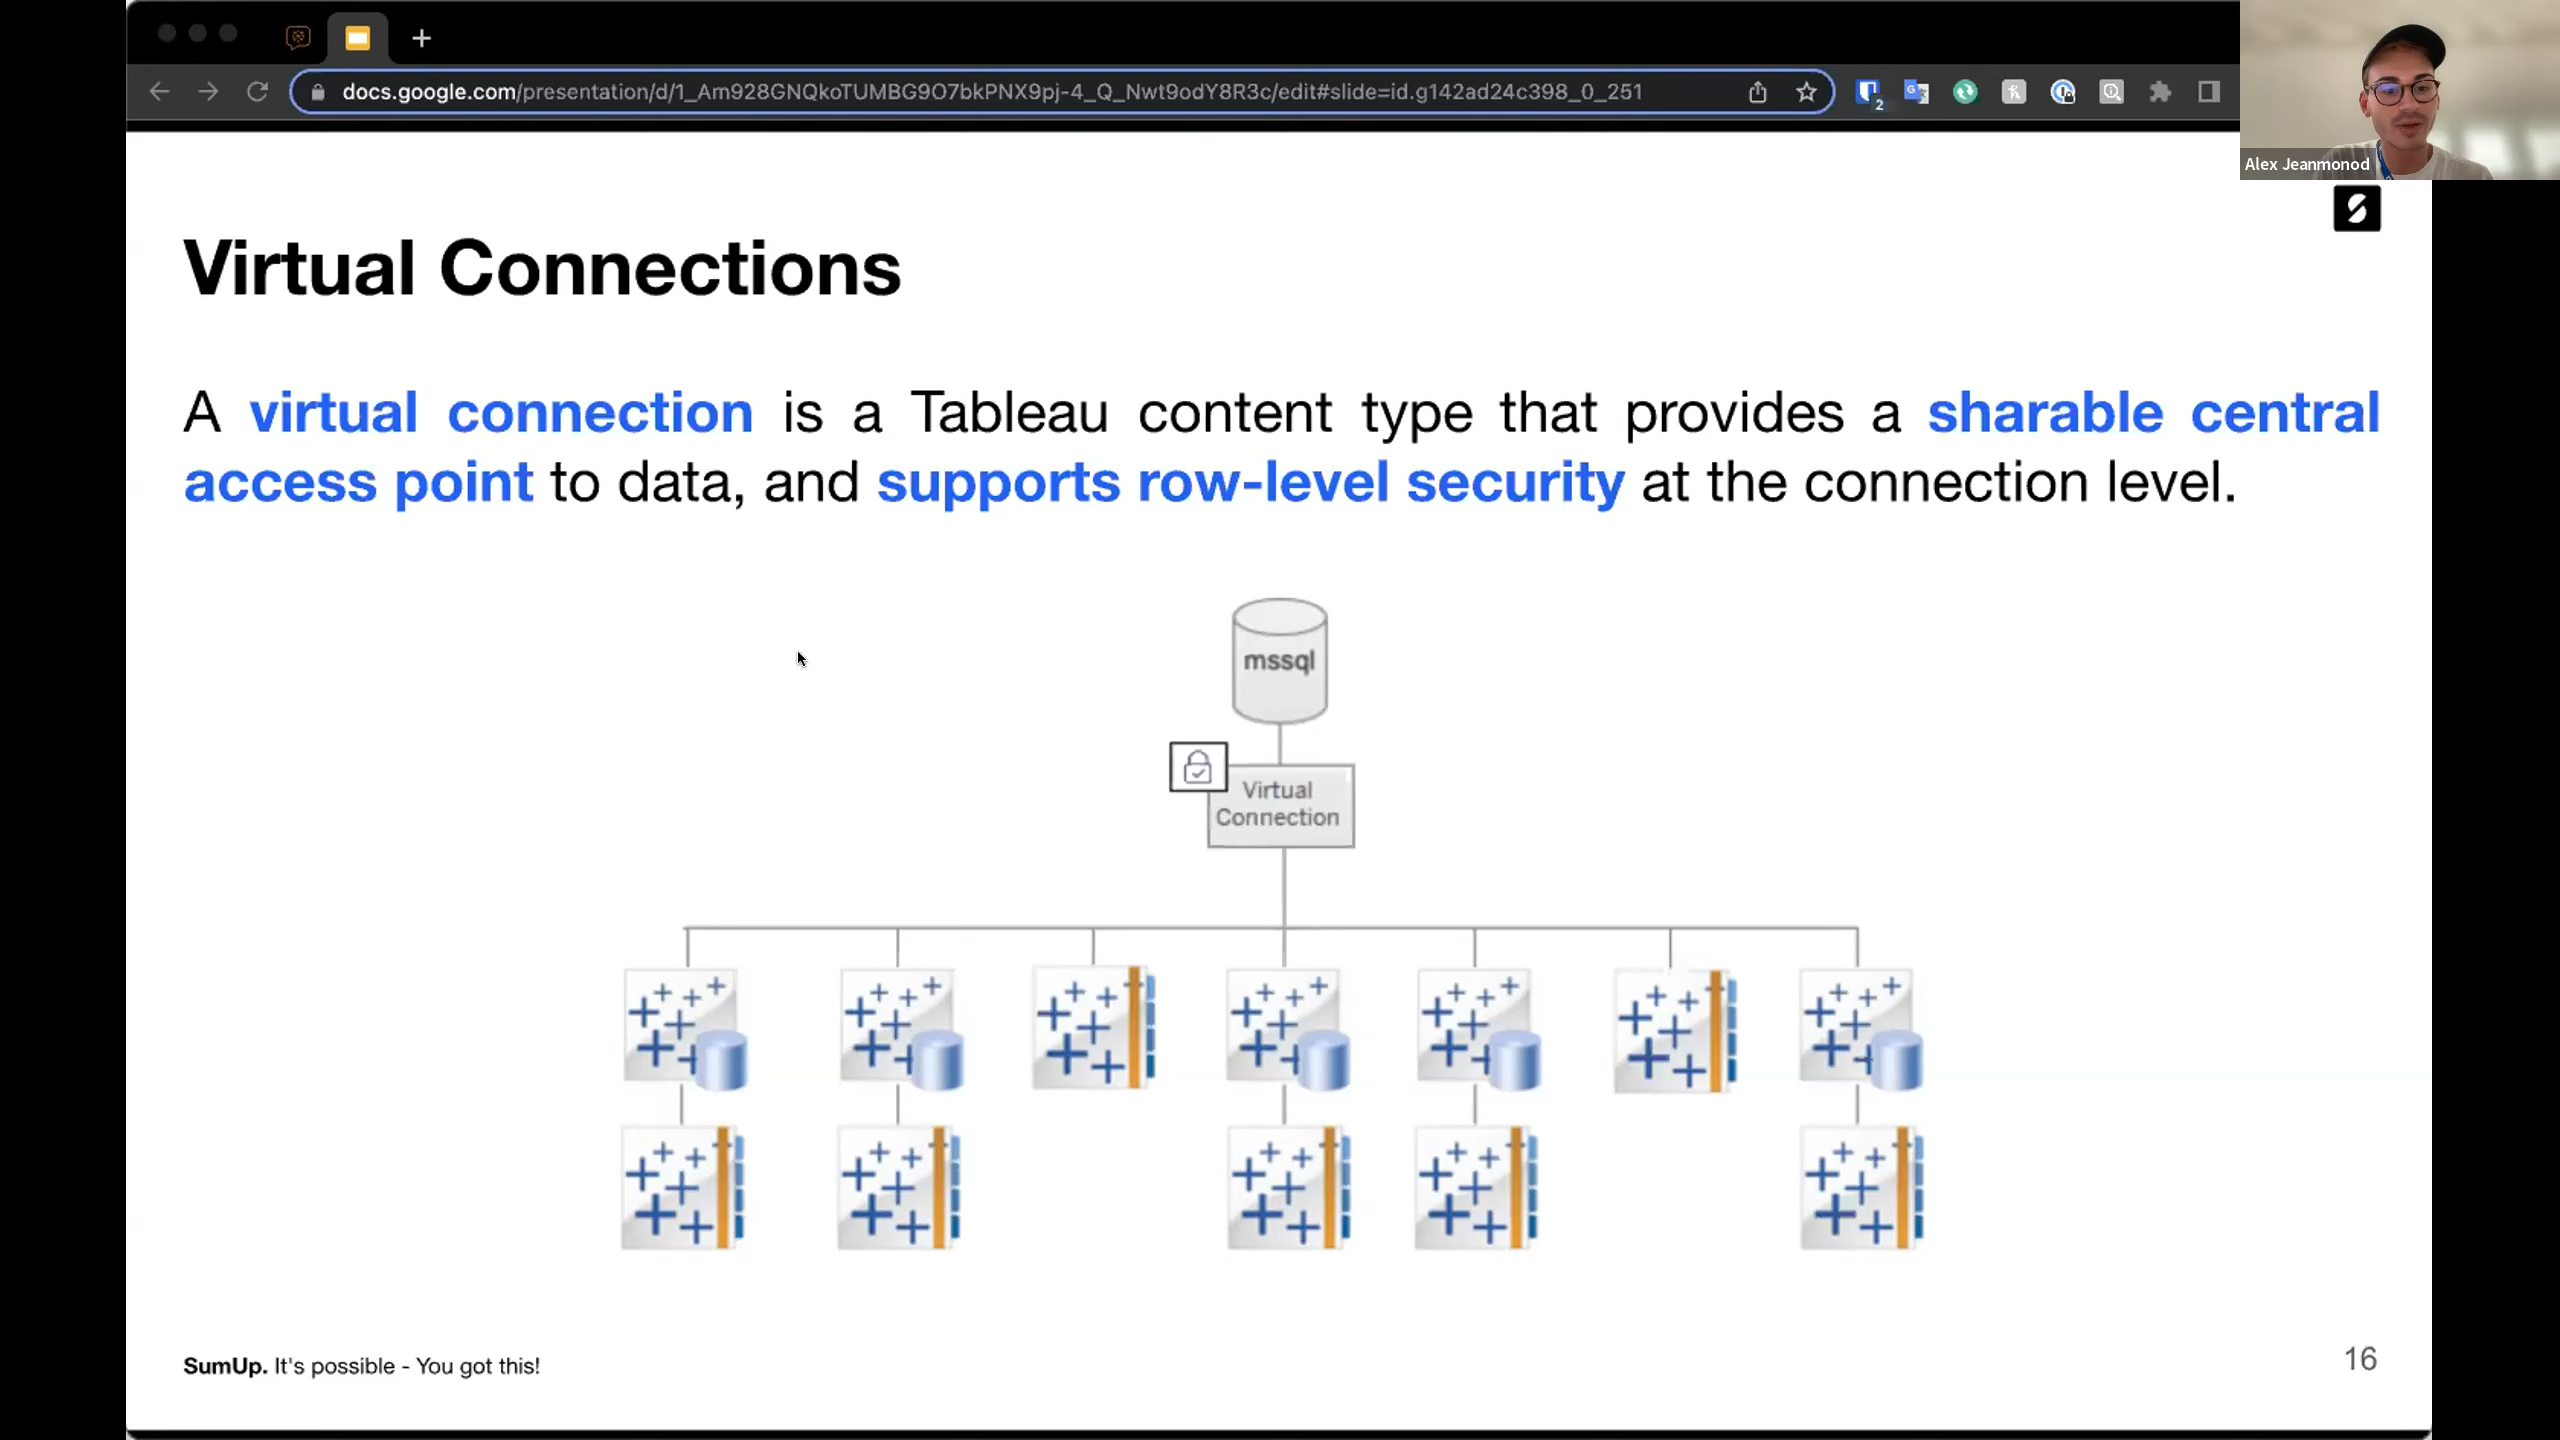 docs.google.com/presentation/d/1_Am928GNQkoTUMBG9O7bkPNX9pj-4_Q_Nwt9odY8R3c/edit#slide=id.g142ad24c398_0_251
2
Alex Jeanmonod
Virtual Connections
A virtual connection is a Tableau content type that provides a sharable central
access point to data, and supports row-level security at the connection level.
mssql
Virtual
Connection
SumUp. It's possible - You got this!
16